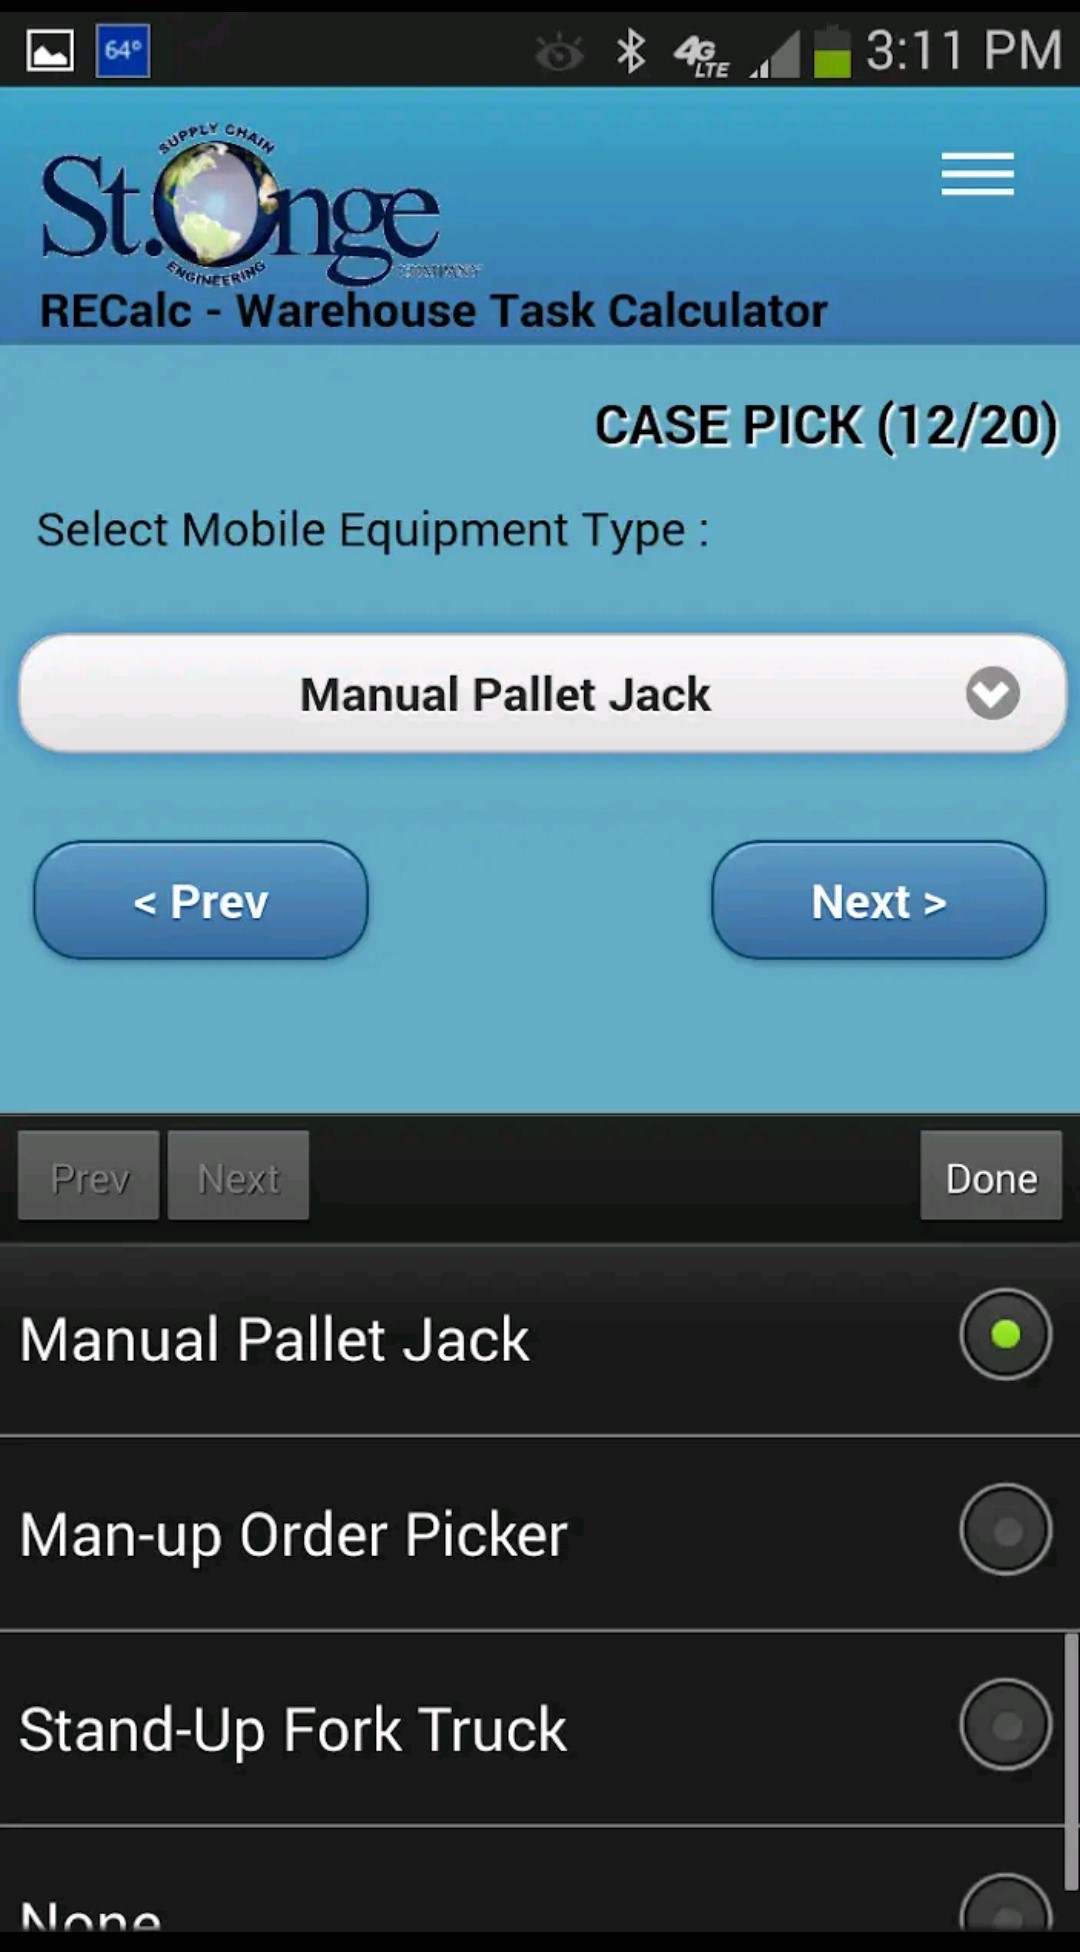 64°
4G LTE
3:11 PM
SUPPLY CHAIN
St.Onge
COMPANY
ENGINEERING
RECalc - Warehouse Task Calculator
CASE PICK (12/20)
Select Mobile Equipment Type :
Manual Pallet Jack
< Prev
Next >
Prev
Next
Done
Manual Pallet Jack
Man-up Order Picker
Stand-Up Fork Truck
None